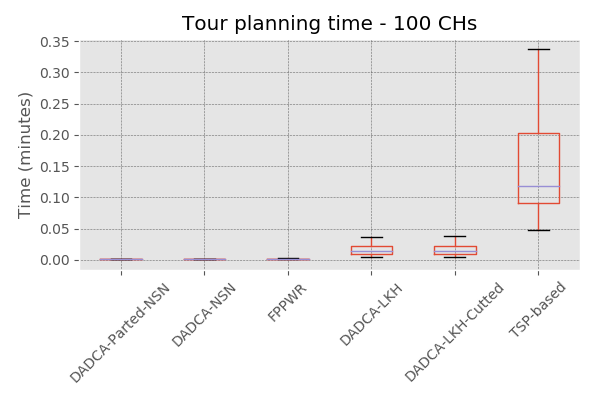 Tour planning time - 100 CHs
0.35
0.30
0.25
0.20
0.15
0.10
0.05
0.00
Time (minutes)
DADCA-Parted-NSN
DADCA-NSN
FPPWR
DADCA-LKH
DADCA-LKH-Cutted
TSP-based